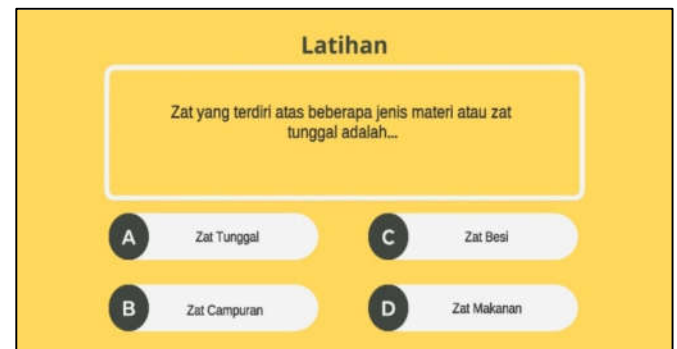 Latihan
Zat yang terdiri atas beberapa jenis materi atau zat
tunggal adalah...
A Zat Tunggal
C Zat Besi
B Zat Campuran
D Zat Makanan